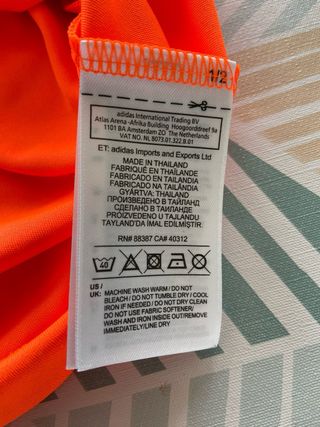 1/2
adidas International Trading BV
Atlas Arena -Afrika Building Hoogoorddreef 9a
1101 BA Amsterdam ZO The Netherlands
VAT NO. NL 8073.01.322.B.01
ET: adidas Imports and Exports Ltd
MADE IN THAILAND
FABRIQUÉ EN THAÏLANDE
FABRICADO EN TAILANDIA
FABRICADO NA TAILÂNDIA
GYÁRTVA: THAILAND
ПРОИЗВЕДЕНО В ТАЙЛАНД
СДЕЛАНО В ТАИЛАНДЕ
PROIZVEDENO U TAJLANDU
TAYLAND'DA İMAL EDİLMİŞTİR.
RN# 88387 CA# 40312
40
US /
UK: MACHINE WASH WARM / DO NOT
BLEACH / DO NOT TUMBLE DRY / COOL
IRON IF NEEDED / DO NOT DRY CLEAN
DO NOT USE FABRIC SOFTENER/
WASH AND IRON INSIDE OUT/REMOVE
IMMEDIATELY/LINE DRY